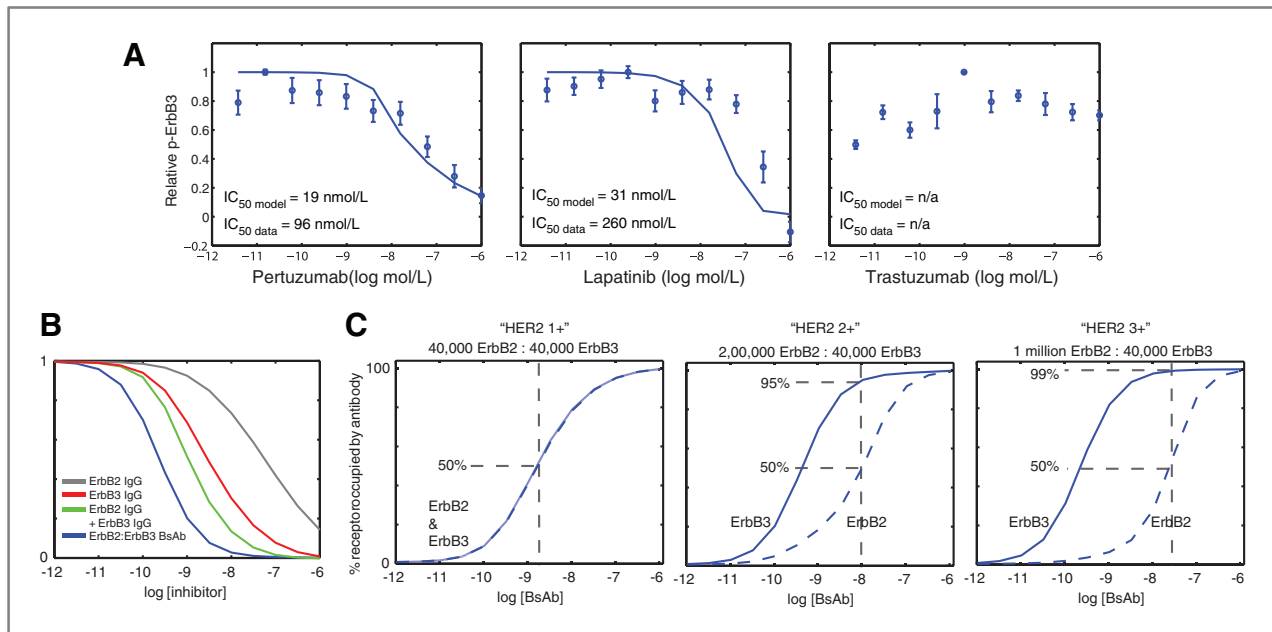 A
Relative p-ErbB3
1
0.8
0.6
0.4
0.2
0
−0.2
IC50 model = 19 nmol/L
IC50 data = 96 nmol/L
−12 −11 −10 −9 −8 −7 −6
Pertuzumab(log mol/L)
IC50 model = 31 nmol/L
IC50 data = 260 nmol/L
−12 −11 −10 −9 −8 −7 −6
Lapatinib (log mol/L)
IC50 model = n/a
IC50 data = n/a
−12 −11 −10 −9 −8 −7 −6
Trastuzumab (log mol/L)
B
1
ErbB2 IgG
ErbB3 IgG
ErbB2 IgG
+ ErbB3 IgG
ErbB2:ErbB3 BsAb
0
-12 -11 -10 -9 -8 -7 -6
log [inhibitor]
C
% receptoroccupied by antibody
“HER2 1+”
40,000 ErbB2 : 40,000 ErbB3
100
50%
ErbB2
&
ErbB3
0
-12 -11 -10 -9 -8 -7 -6
log [BsAb]
“HER2 2+”
2,00,000 ErbB2 : 40,000 ErbB3
95%
50%
ErbB3
ErbB2
-12 -11 -10 -9 -8 -7 -6
log [BsAb]
“HER2 3+”
1 million ErbB2 : 40,000 ErbB3
99%
50%
ErbB3
ErbB2
-12 -11 -10 -9 -8 -7 -6
log [BsAb]